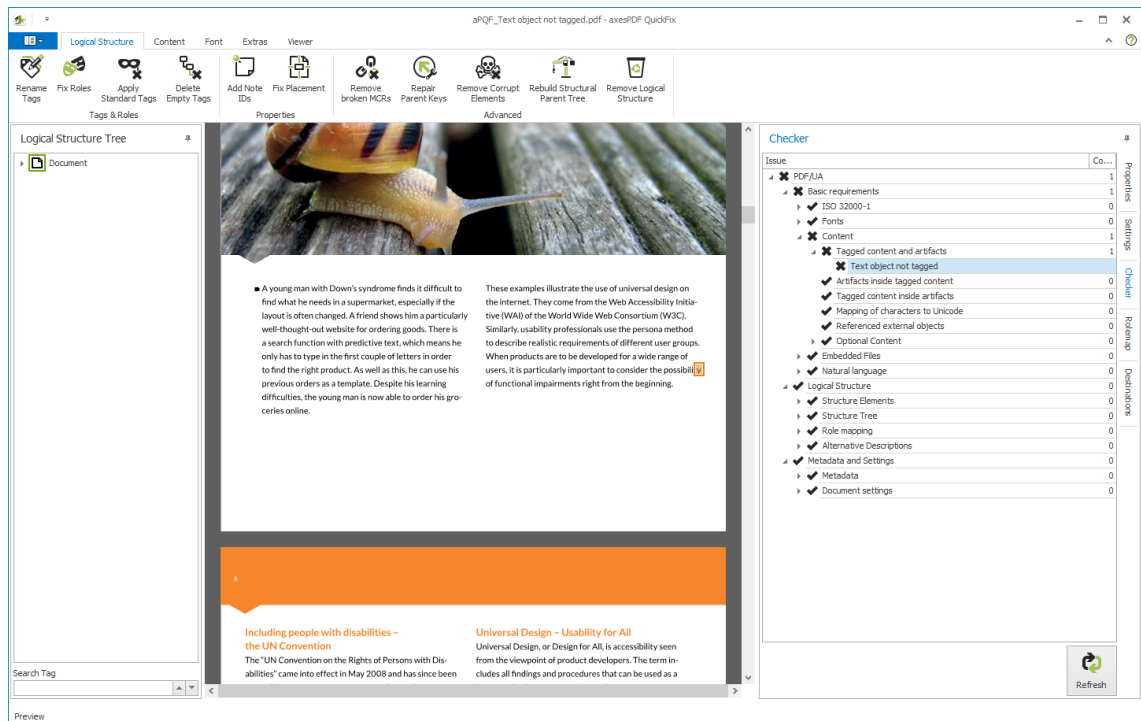 aPQF_Text object not tagged.pdf - axesPDF QuickFix
Logical Structure Content Font Extras Viewer
Rename Tags
Fix Roles
Apply Standard Tags
Delete Empty Tags
Add Note IDs
Fix Placement
Remove broken MCRs
Repair Parent Keys
Remove Corrupt Elements
Rebuild Structural Parent Tree
Remove Logical Structure
Tags & Roles
Properties
Advanced
Logical Structure Tree
Document
Search Tag
Preview
A young man with Down's syndrome finds it difficult to
find what he needs in a supermarket, especially if the
layout is often changed. A friend shows him a particularly
well-thought-out website for ordering goods. There is
a search function with predictive text, which means he
only has to type in the first couple of letters in order
to find the right product. As well as this, he can use his
previous orders as a template. Despite his learning
difficulties, the young man is now able to order his gro-
ceries online.
These examples illustrate the use of universal design on
the internet. They come from the Web Accessibility Initia-
tive (WAI) of the World Wide Web Consortium (W3C).
Similarly, usability professionals use the persona method
to describe realistic requirements of different user groups.
When products are to be developed for a wide range of
users, it is particularly important to consider the possibility
of functional impairments right from the beginning.
6
Including people with disabilities –
the UN Convention
The "UN Convention on the Rights of Persons with Dis-
abilities" came into effect in May 2008 and has since been
Universal Design – Usability for All
Universal Design, or Design for All, is accessibility seen
from the viewpoint of product developers. The term in-
cludes all findings and procedures that can be used as a
Checker
Issue Co...
PDF/UA 1
Basic requirements 1
ISO 32000-1 0
Fonts 0
Content 1
Tagged content and artifacts 1
Text object not tagged
Artifacts inside tagged content 0
Tagged content inside artifacts 0
Mapping of characters to Unicode 0
Referenced external objects 0
Optional Content 0
Embedded Files 0
Natural language 0
Logical Structure 0
Structure Elements 0
Structure Tree 0
Role mapping 0
Alternative Descriptions 0
Metadata and Settings 0
Metadata 0
Document settings 0
Refresh
Properties
Settings
Checker
Rolemap
Destinations